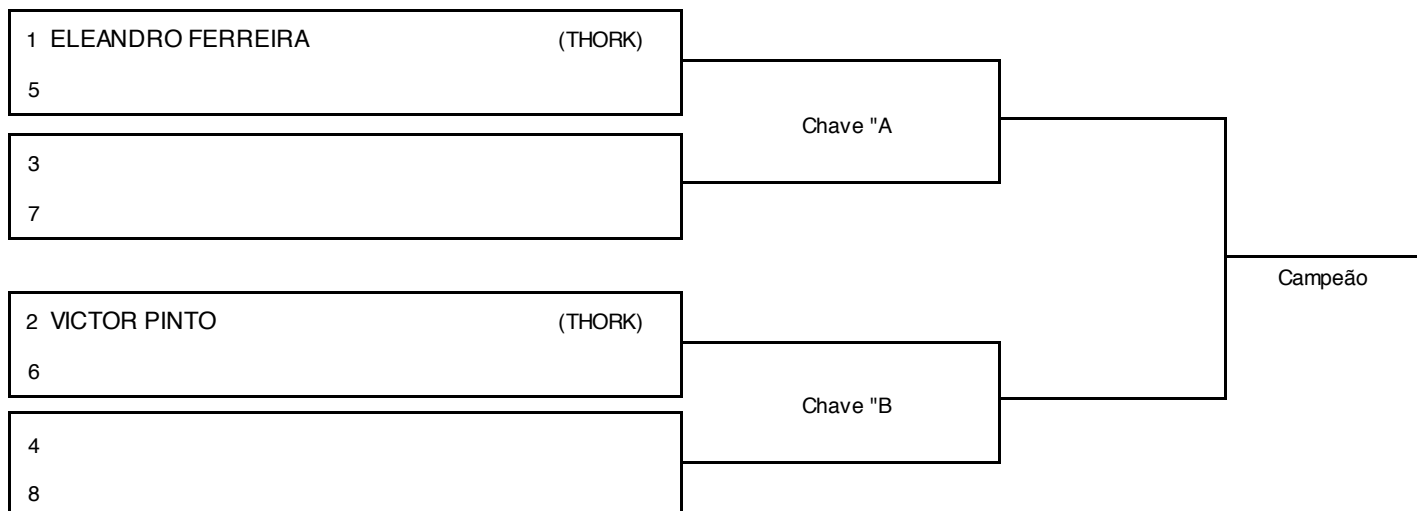 1 ELEANDRO FERREIRA (THORK)
5
Chave "A
3
7
Campeão
2 VICTOR PINTO (THORK)
6
Chave "B
4
8